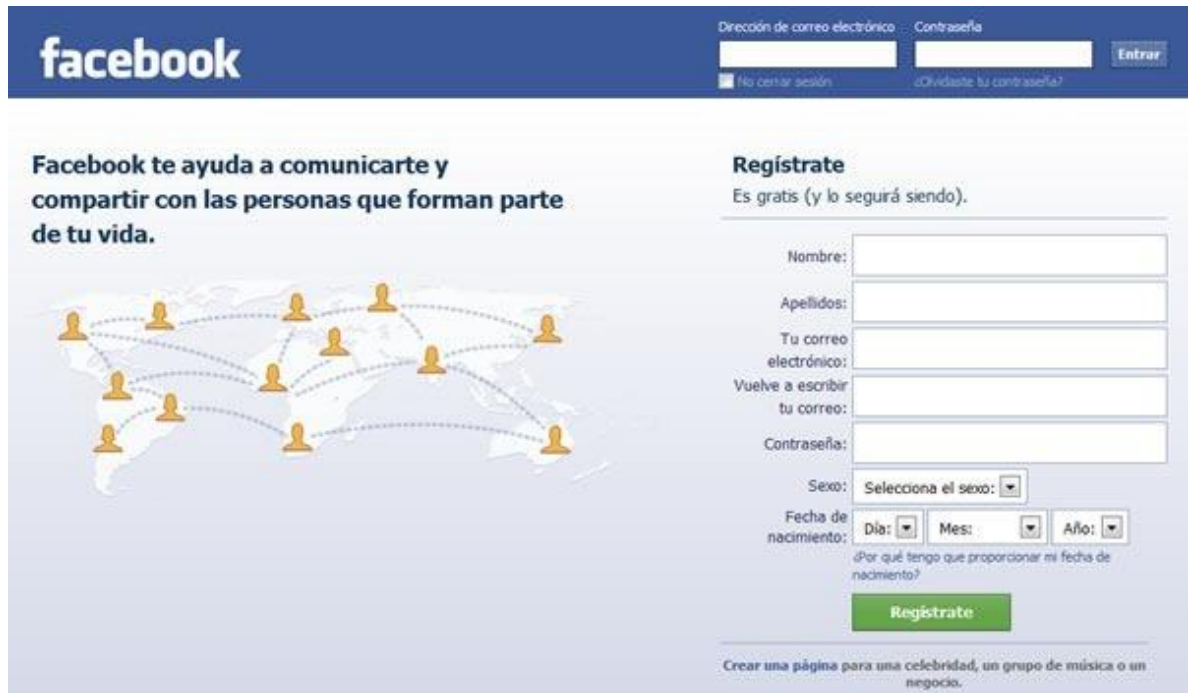 facebook
Dirección de correo electrónico
Contraseña
Entrar
No cerrar sesión
¿Olvidaste tu contraseña?
Facebook te ayuda a comunicarte y
compartir con las personas que forman parte
de tu vida.
Regístrate
Es gratis (y lo seguirá siendo).
Nombre:
Apellidos:
Tu correo
electrónico:
Vuelve a escribir
tu correo:
Contraseña:
Sexo: Selecciona el sexo:
Fecha de
nacimiento:
Día: Mes: Año:
¿Por qué tengo que proporcionar mi fecha de
nacimiento?
Regístrate
Crear una página para una celebridad, un grupo de música o un
negocio.